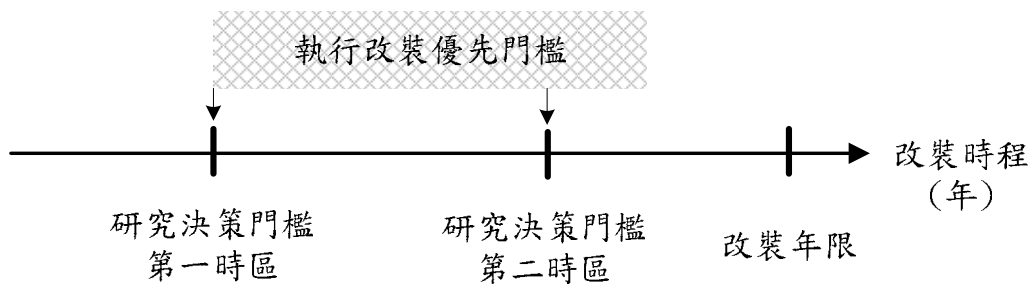 執行改裝優先門檻
改裝時程
(年)
研究決策門檻
第一時區
研究決策門檻
第二時區
改裝年限